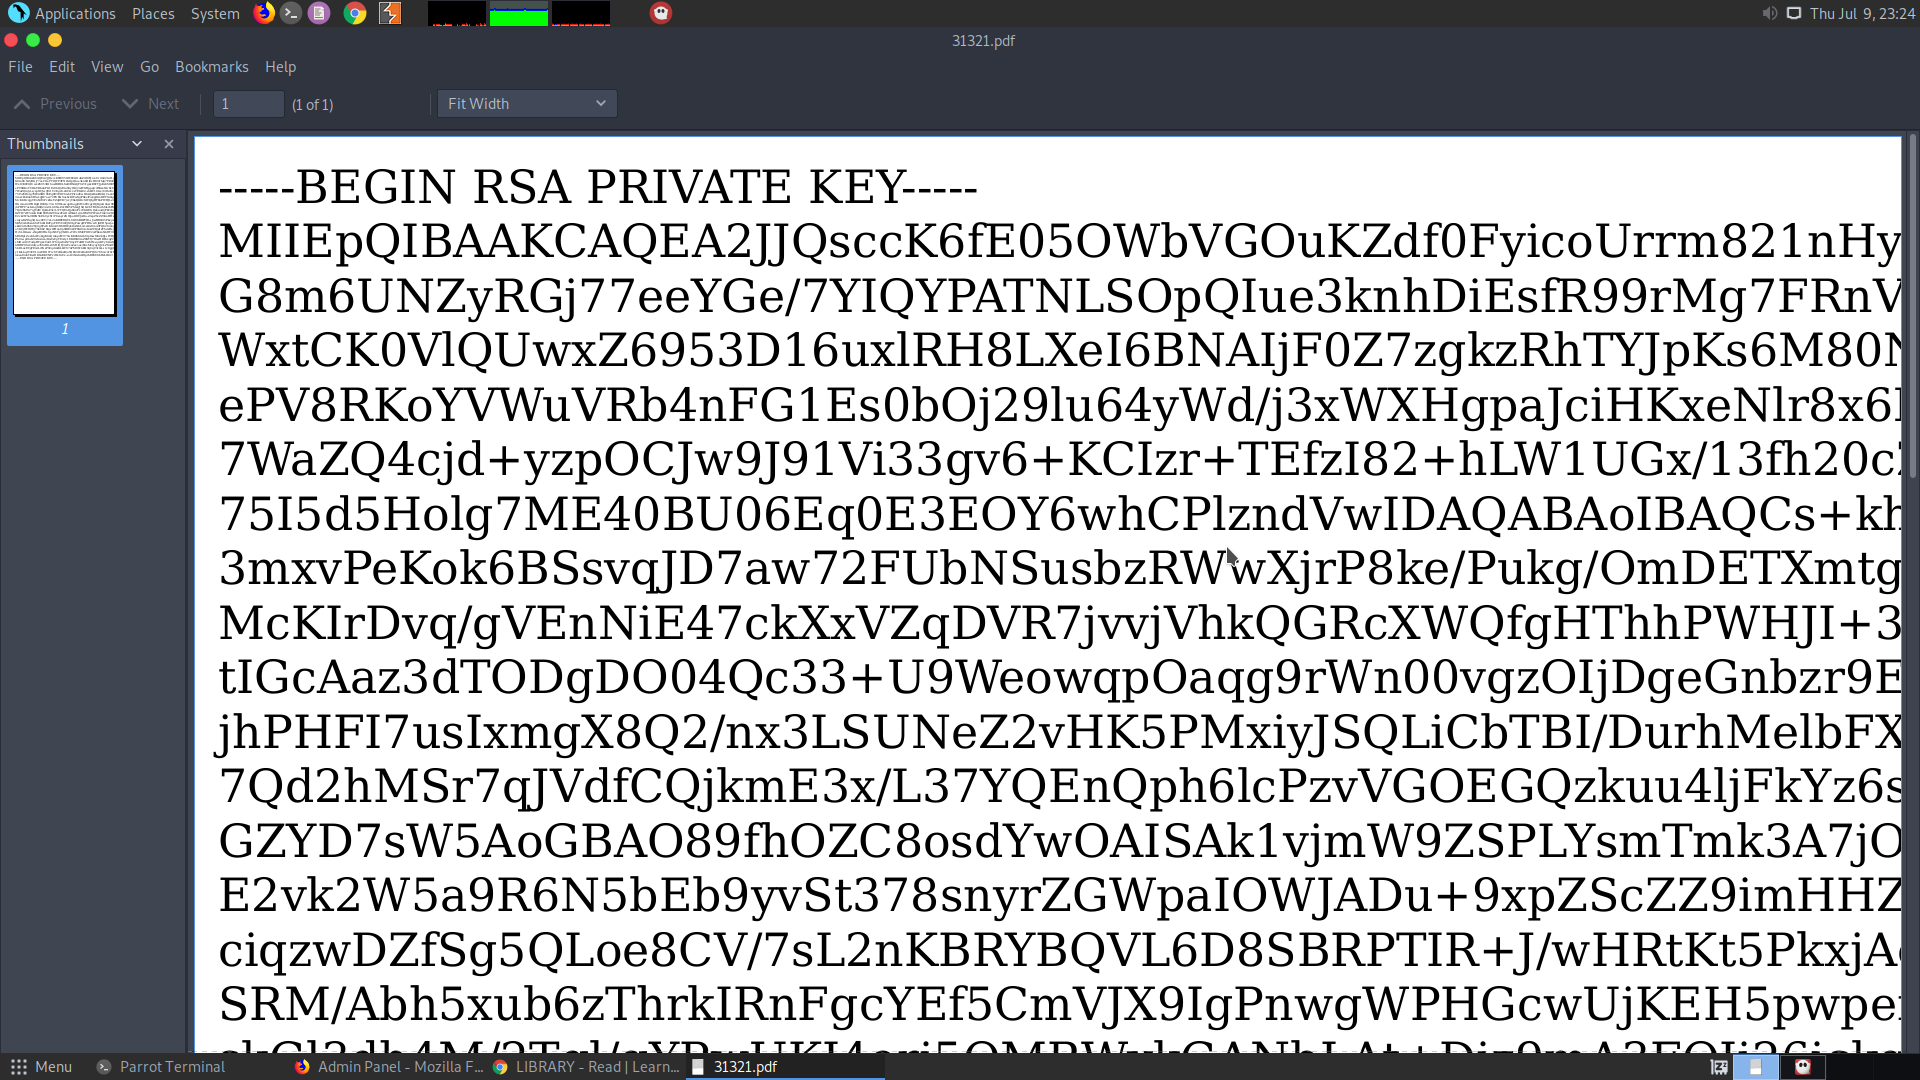 Applications Places System
Thu Jul 9, 23:24
31321.pdf
File Edit View Go Bookmarks Help
Previous Next 1 (1 of 1) Fit Width
Thumbnails
1
-----BEGIN RSA PRIVATE KEY-----
MIIEpQIBAAKCAQEA2JJQsccK6fE05OWbVGOuKZdf0FyicoUrrm821nHy
G8m6UNZyRGj77eeYGe/7YIQYPATNLSOpQIue3knhDiEsfR99rMg7FRnV
WxtCK0VlQUwxZ6953D16uxlRH8LXeI6BNAIjF0Z7zgkzRhTYJpKs6M80N
ePV8RKoYVWuVRb4nFG1Es0bOj29lu64yWd/j3xWXHgpaJciHKxeNlr8x6
7WaZQ4cjd+yzpOCJw9J91Vi33gv6+KCIzr+TEfzI82+hLW1UGx/13fh20c
75I5d5Holg7ME40BU06Eq0E3EOY6whCPlzndVwIDAQABAoIBAQCs+kh
3mxvPeKok6BSsvqJD7aw72FUbNSusbzRWwXjrP8ke/Pukg/OmDETXmtg
McKIrDvq/gVEnNiE47ckXxVZqDVR7jvvjVhkQGRcXWQfgHThhPWHJI+3
tIGcAaz3dTODgDO04Qc33+U9WeowqpOaqg9rWn00vgzOIjDgeGnbzr9E
jhPHFI7usIxmgX8Q2/nx3LSUNeZ2vHK5PMxiyJSQLiCbTBI/DurhMelbFX
7Qd2hMSr7qJVdfCQjkmE3x/L37YQEnQph6lcPzvVGOEGQzkuu4ljFkYz6s
GZYD7sW5AoGBAO89fhOZC8osdYwOAISAk1vjmW9ZSPLYsmTmk3A7jO
E2vk2W5a9R6N5bEb9yvSt378snyrZGWpaIOWJADu+9xpZScZZ9imHHZ
ciqzwDZfSg5QLoe8CV/7sL2nKBRYBQVL6D8SBRPTIR+J/wHRtKt5PkxjA
SRM/Abh5xub6zThrkIRnFgcYEf5CmVJX9IgPnwgWPHGcwUjKEH5pwpe
Menu Parrot Terminal Admin Panel - Mozilla F... LIBRARY - Read | Learn... 31321.pdf